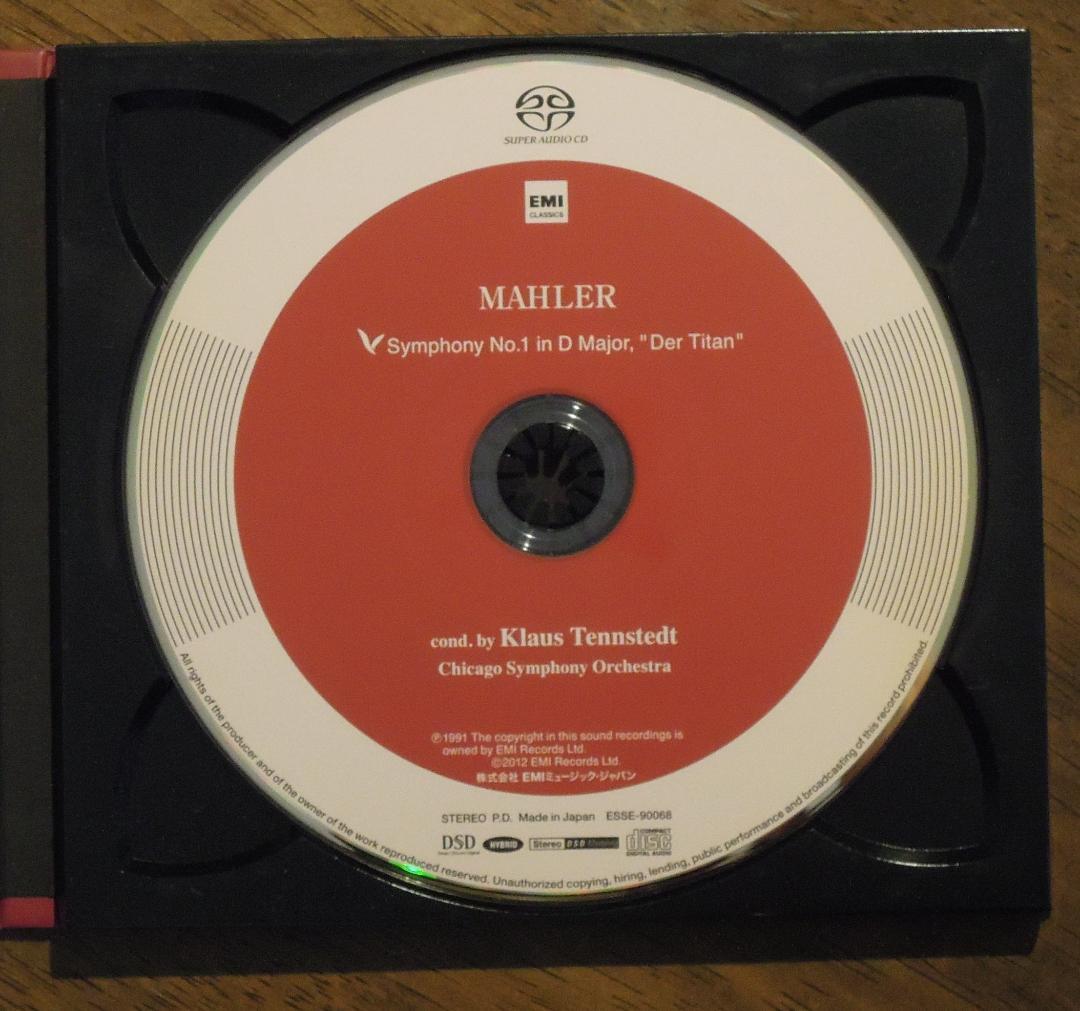 SUPER AUDIO CD
EMI
CLASSICS
MAHLER
Symphony No.1 in D Major, "Der Titan"
cond. by Klaus Tennstedt
Chicago Symphony Orchestra
℗1991 The copyright in this sound recordings is
owned by EMI Records Ltd.
©2012 EMI Records Ltd.
株式会社 EMIミュージック・ジャパン
STEREO P.D. Made in Japan ESSE-90068
DSD HYBRID Stereo DSD COMPACT disc DIGITAL AUDIO
All rights of the producer and of the owner of the work reproduced reserved. Unauthorized copying, hiring, lending, public performance and broadcasting of this record prohibited.